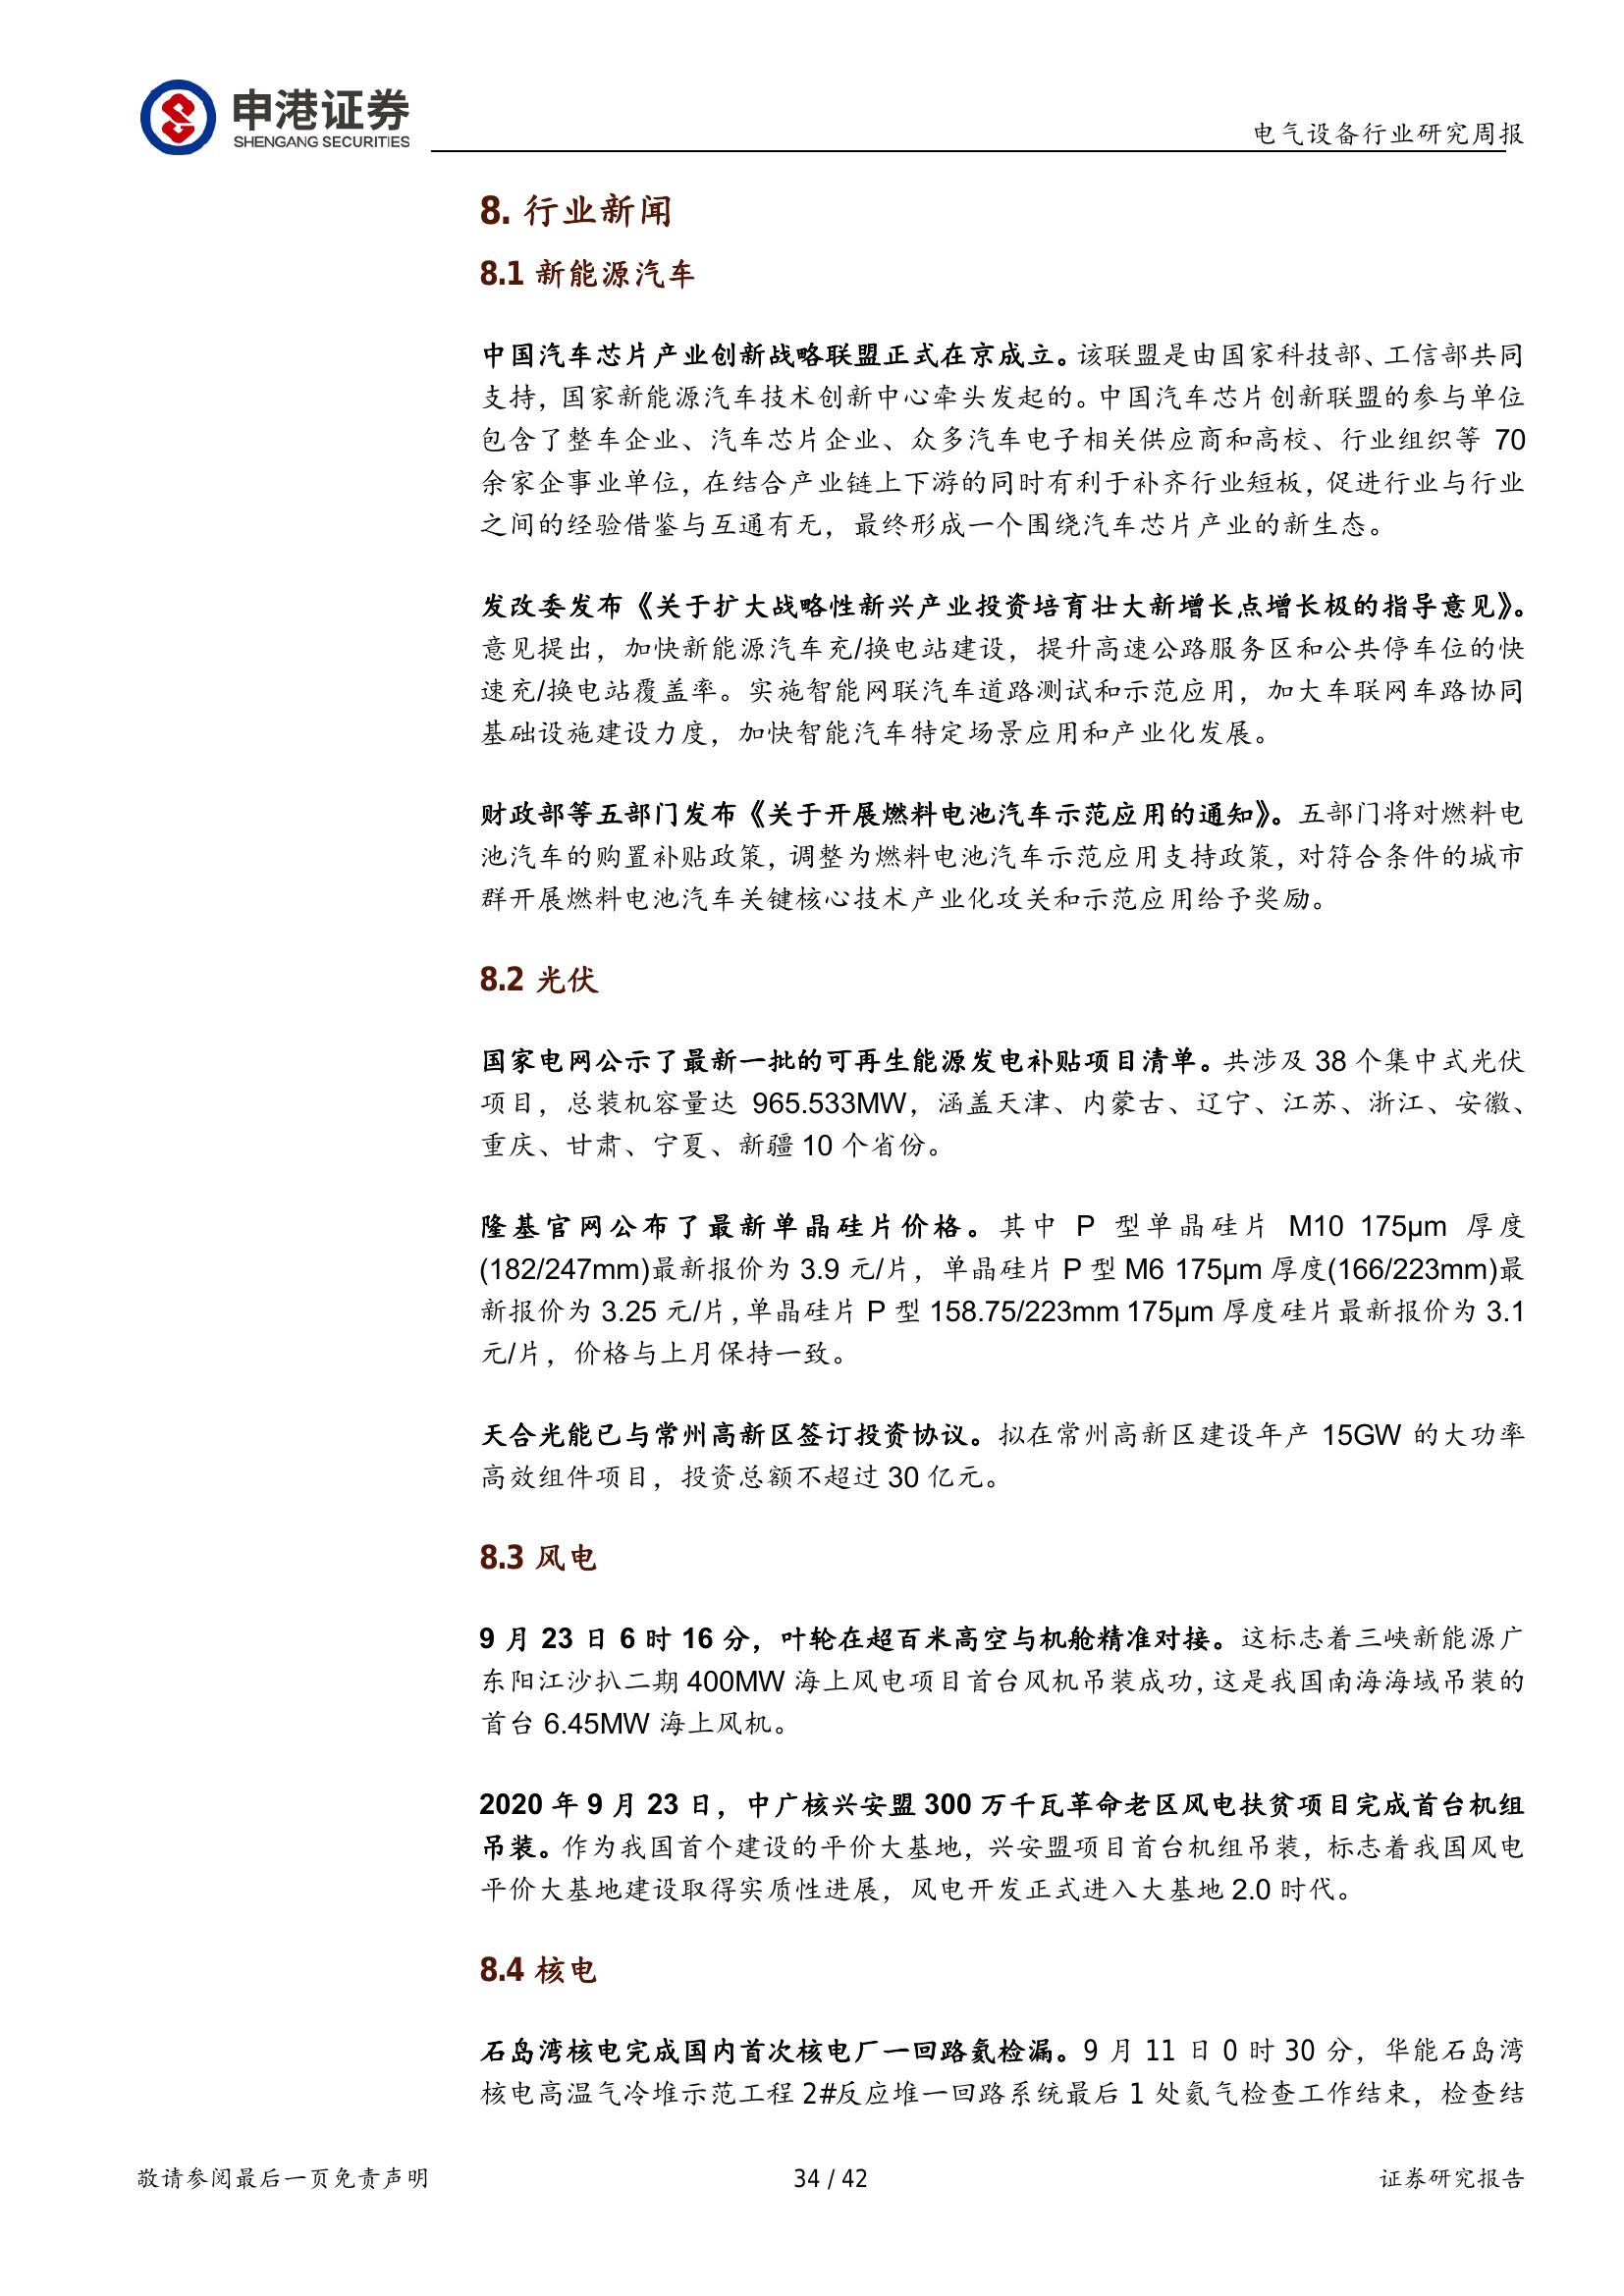 申港证券
SHENGANG SECURITIES
电气设备行业研究周报
8. 行业新闻
8.1 新能源汽车
中国汽车芯片产业创新战略联盟正式在京成立。该联盟是由国家科技部、工信部共同
支持，国家新能源汽车技术创新中心牵头发起的。中国汽车芯片创新联盟的参与单位
包含了整车企业、汽车芯片企业、众多汽车电子相关供应商和高校、行业组织等 70
余家企事业单位，在结合产业链上下游的同时有利于补齐行业短板，促进行业与行业
之间的经验借鉴与互通有无，最终形成一个围绕汽车芯片产业的新生态。
发改委发布《关于扩大战略性新兴产业投资培育壮大新增长点增长极的指导意见》。
意见提出，加快新能源汽车充/换电站建设，提升高速公路服务区和公共停车位的快
速充/换电站覆盖率。实施智能网联汽车道路测试和示范应用，加大车联网车路协同
基础设施建设力度，加快智能汽车特定场景应用和产业化发展。
财政部等五部门发布《关于开展燃料电池汽车示范应用的通知》。五部门将对燃料电
池汽车的购置补贴政策，调整为燃料电池汽车示范应用支持政策，对符合条件的城市
群开展燃料电池汽车关键核心技术产业化攻关和示范应用给予奖励。
8.2 光伏
国家电网公示了最新一批的可再生能源发电补贴项目清单。共涉及 38 个集中式光伏
项目，总装机容量达 965.533MW，涵盖天津、内蒙古、辽宁、江苏、浙江、安徽、
重庆、甘肃、宁夏、新疆 10 个省份。
隆基官网公布了最新单晶硅片价格。其中 P 型单晶硅片 M10 175μm 厚度
(182/247mm)最新报价为 3.9 元/片，单晶硅片 P 型 M6 175μm 厚度(166/223mm)最
新报价为 3.25 元/片，单晶硅片 P 型 158.75/223mm 175μm 厚度硅片最新报价为 3.1
元/片，价格与上月保持一致。
天合光能已与常州高新区签订投资协议。拟在常州高新区建设年产 15GW 的大功率
高效组件项目，投资总额不超过 30 亿元。
8.3 风电
9 月 23 日 6 时 16 分，叶轮在超百米高空与机舱精准对接。这标志着三峡新能源广
东阳江沙扒二期 400MW 海上风电项目首台风机吊装成功，这是我国南海海域吊装的
首台 6.45MW 海上风机。
2020 年 9 月 23 日，中广核兴安盟 300 万千瓦革命老区风电扶贫项目完成首台机组
吊装。作为我国首个建设的平价大基地，兴安盟项目首台机组吊装，标志着我国风电
平价大基地建设取得实质性进展，风电开发正式进入大基地 2.0 时代。
8.4 核电
石岛湾核电完成国内首次核电厂一回路氦检漏。9 月 11 日 0 时 30 分，华能石岛湾
核电高温气冷堆示范工程 2#反应堆一回路系统最后 1 处氦气检查工作结束，检查结
敬请参阅最后一页免责声明
34 / 42
证券研究报告